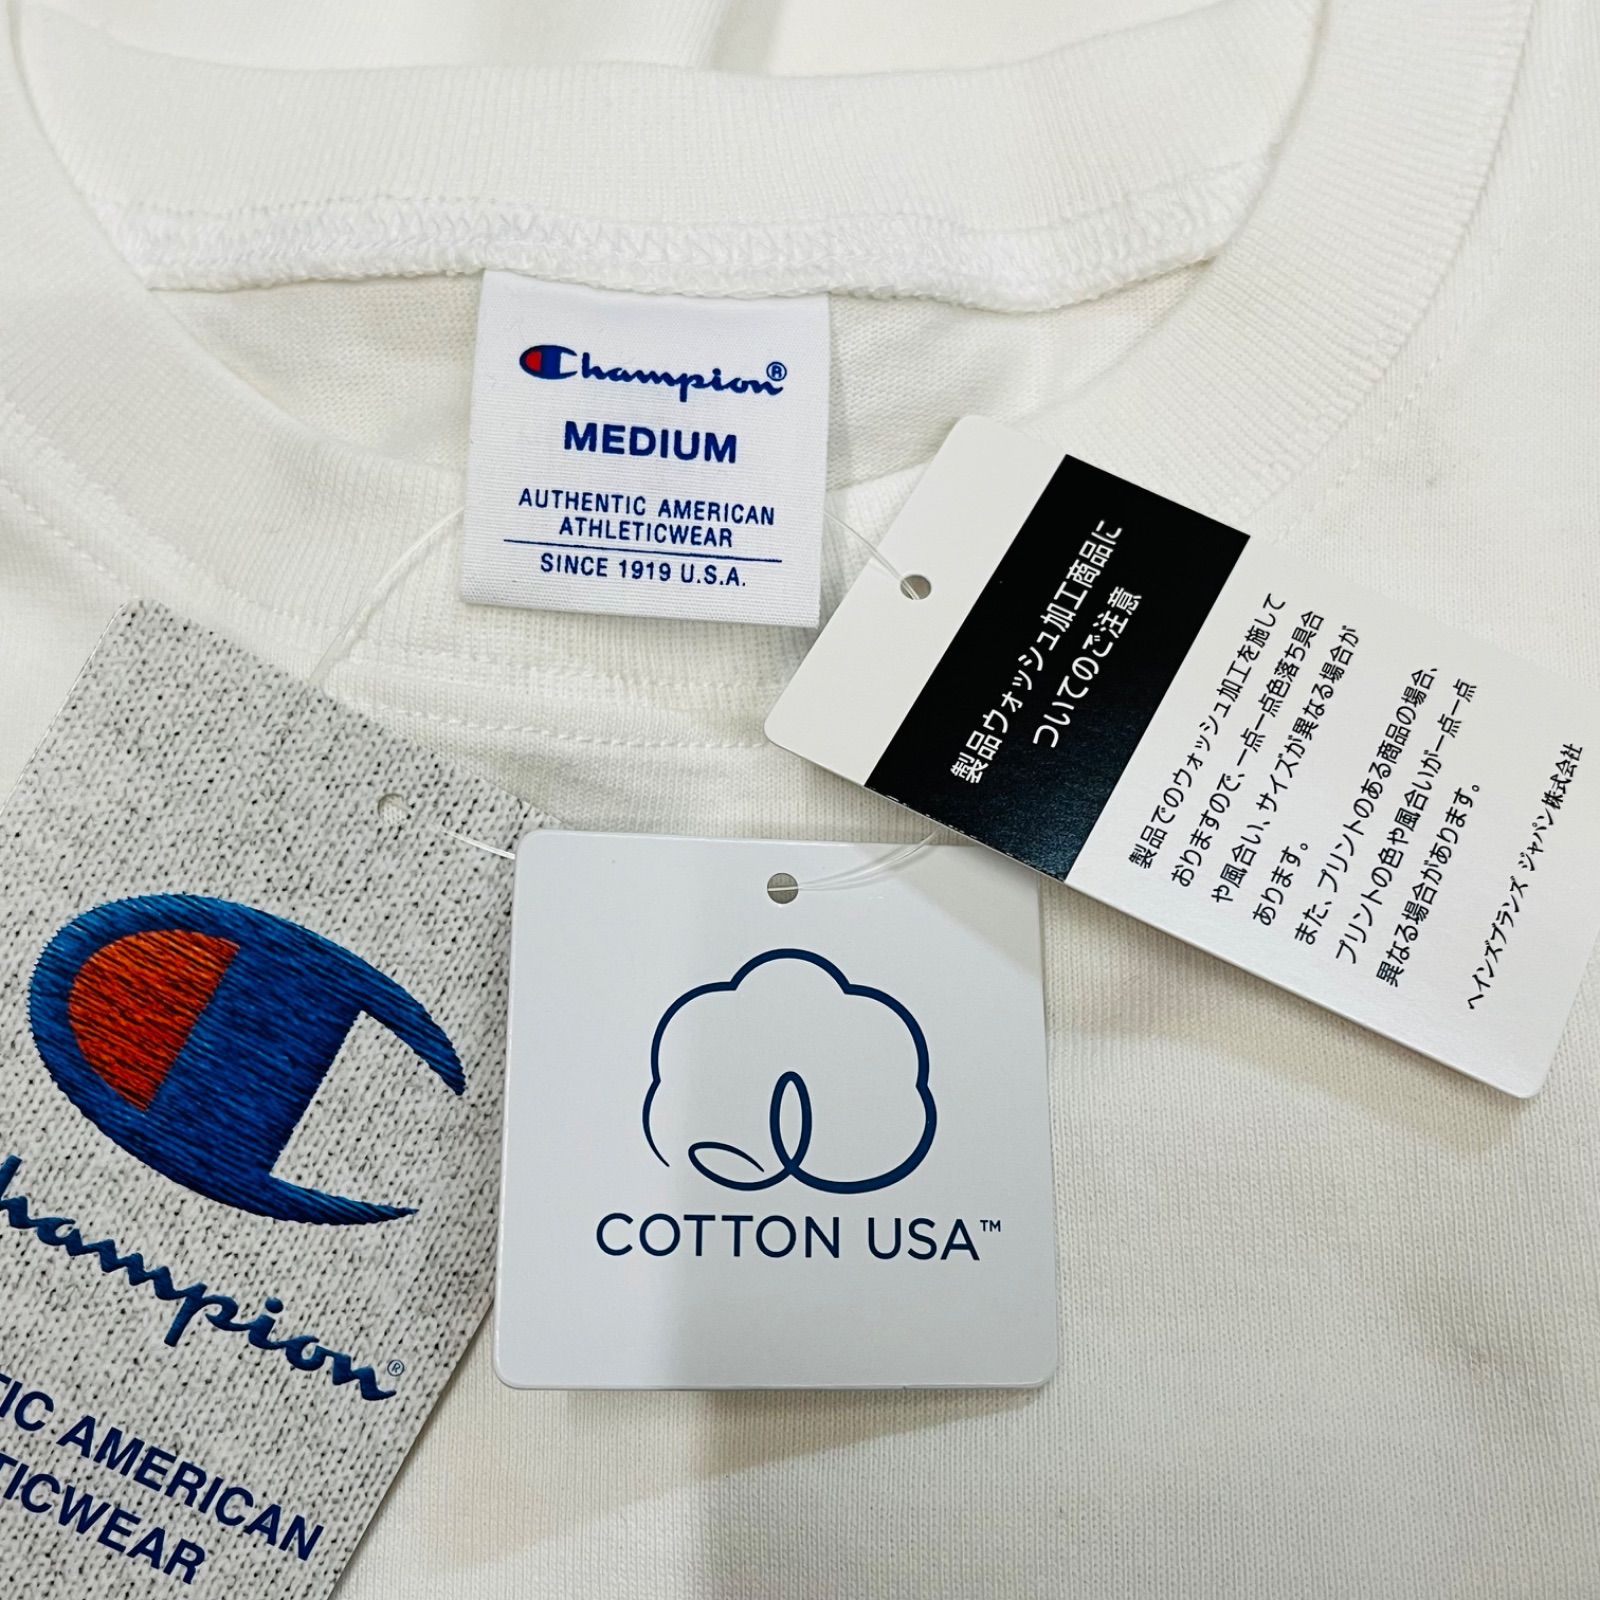 Champion®
MEDIUM
AUTHENTIC AMERICAN
ATHLETICWEAR
SINCE 1919 U.S.A.
製品ウォッシュ加工商品に
ついてのご注意
製品でのウォッシュ加工を施して
おりますので、一点一点色落ち具合
や風合い、サイズが異なる場合が
あります。
また、プリントのある商品の場合、
プリントの色や風合いが一点一点
異なる場合があります。
ヘインズブランズ ジャパン株式会社
COTTON USA™
Champion®
IC AMERICAN
TICWEAR